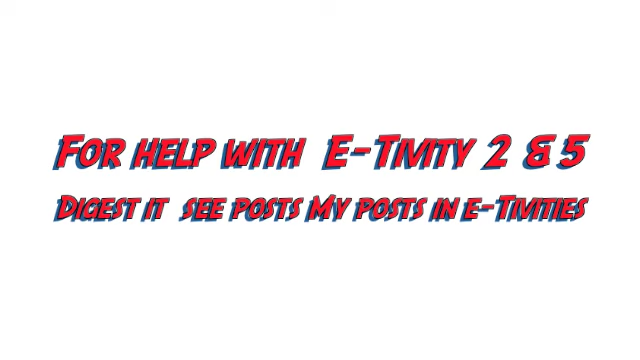 For help with E-Tivity 2 & 5
Digest it see posts My posts in e-Tivities